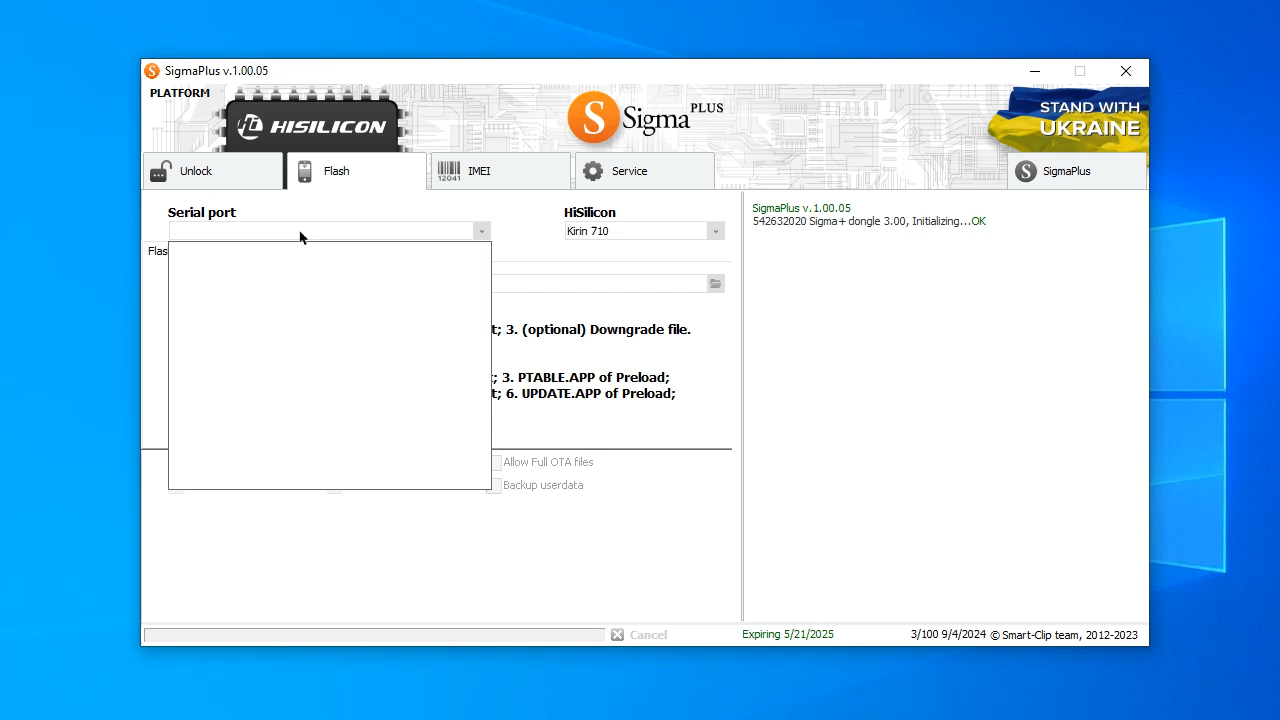 SigmaPlus v.1.00.05
PLATFORM
HISILICON
Sigma PLUS
STAND WITH
UKRAINE
Unlock
Flash
IMEI
12041
Service
SigmaPlus
Serial port
HiSilicon
Kirin 710
Flas
t; 3. (optional) Downgrade file.
; 3. PTABLE.APP of Preload;
t; 6. UPDATE.APP of Preload;
Allow Full OTA files
Backup userdata
SigmaPlus v.1.00.05
542632020 Sigma+ dongle 3.00, Initializing...OK
Cancel
Expiring 5/21/2025
3/100 9/4/2024 © Smart-Clip team, 2012-2023